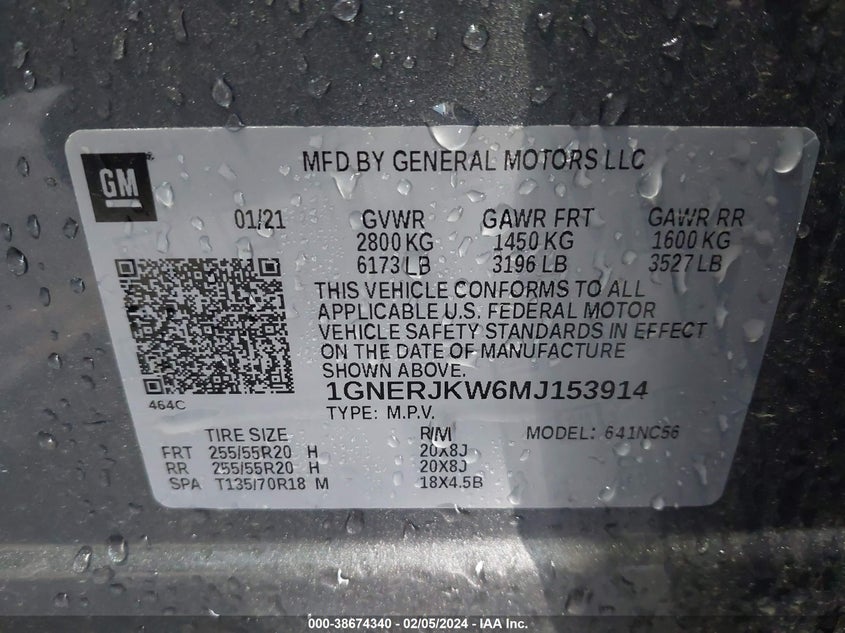 GM
MFD BY GENERAL MOTORS LLC
01/21 GVWR GAWR FRT GAWR RR
2800 KG 1450 KG 1600 KG
6173 LB 3196 LB 3527 LB
THIS VEHICLE CONFORMS TO ALL
APPLICABLE U.S. FEDERAL MOTOR
VEHICLE SAFETY STANDARDS IN EFFECT
ON THE DATE OF MANUFACTURE
SHOWN ABOVE.
1GNERJKW6MJ153914
464C
TYPE: M.P.V.
TIRE SIZE RIM MODEL: 641NC56
FRT 255/55R20 H 20X8J
RR 255/55R20 H 20X8J
SPA T135/70R18 M 18X4.5B
000-38674340 - 02/05/2024 - IAA Inc.